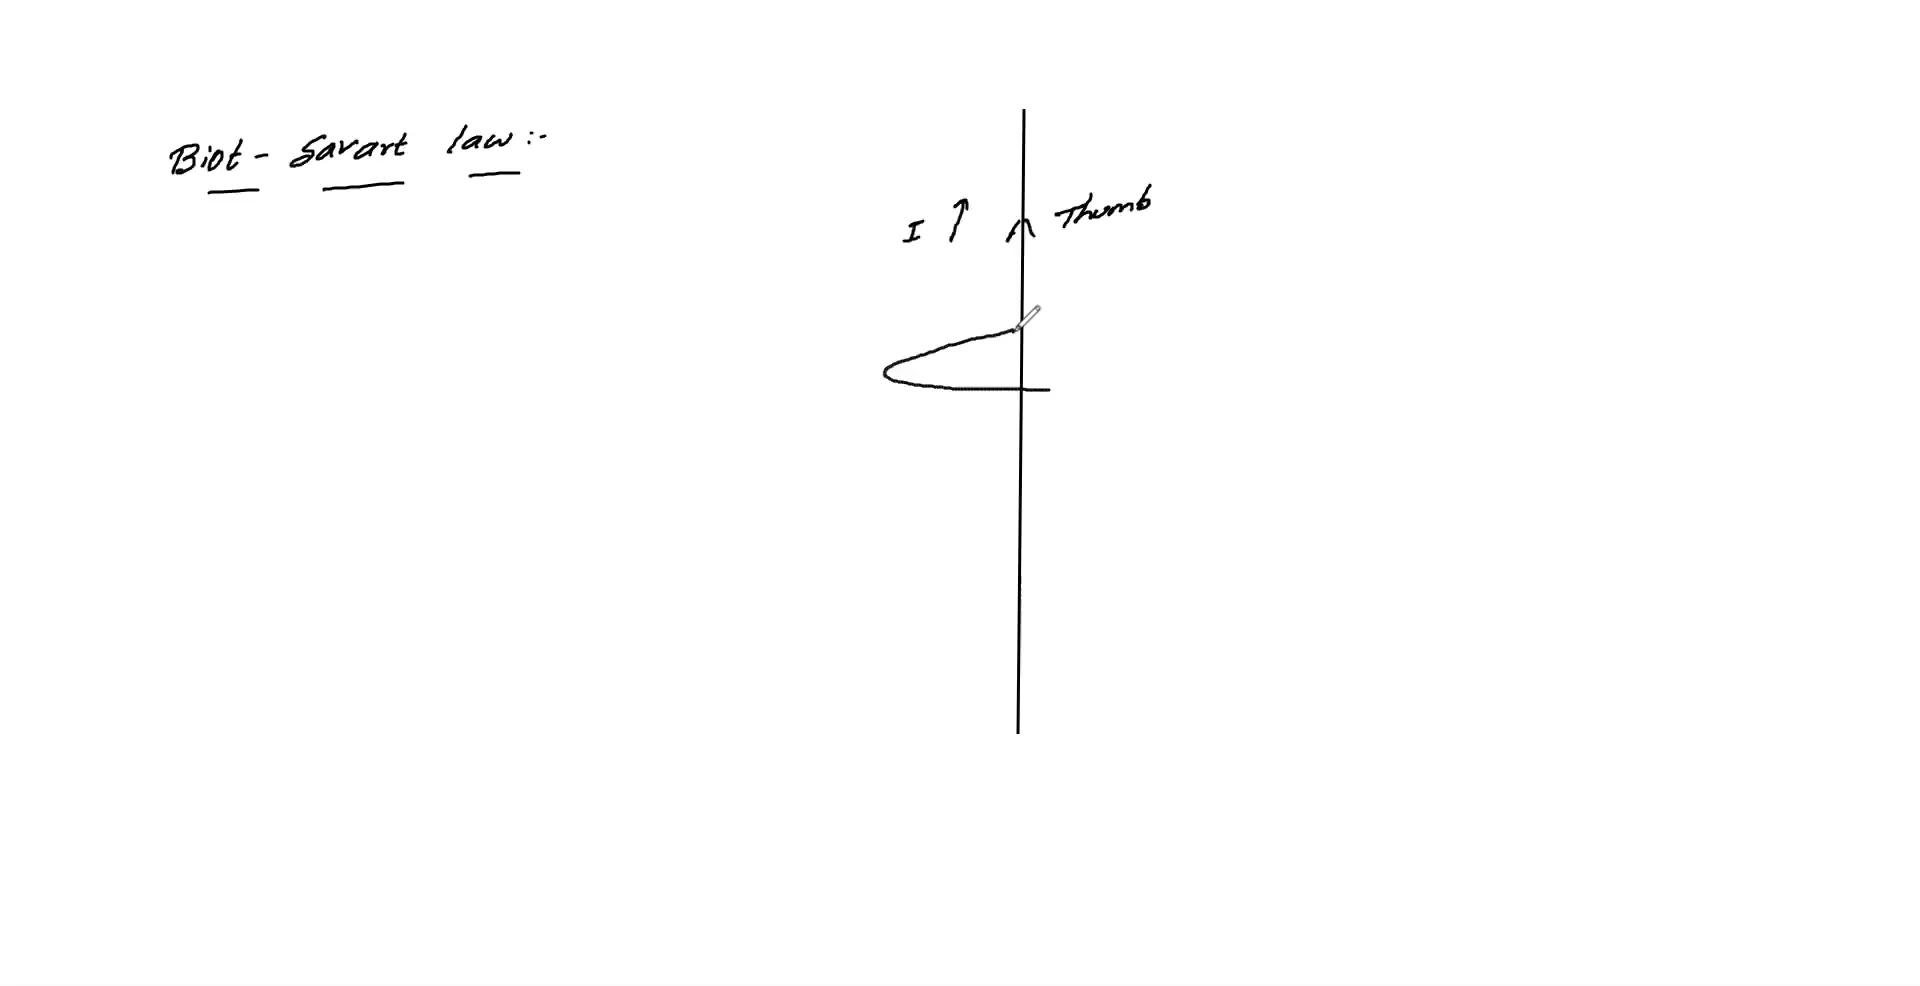 Biot - Savart law :-
I ↑ Thumb